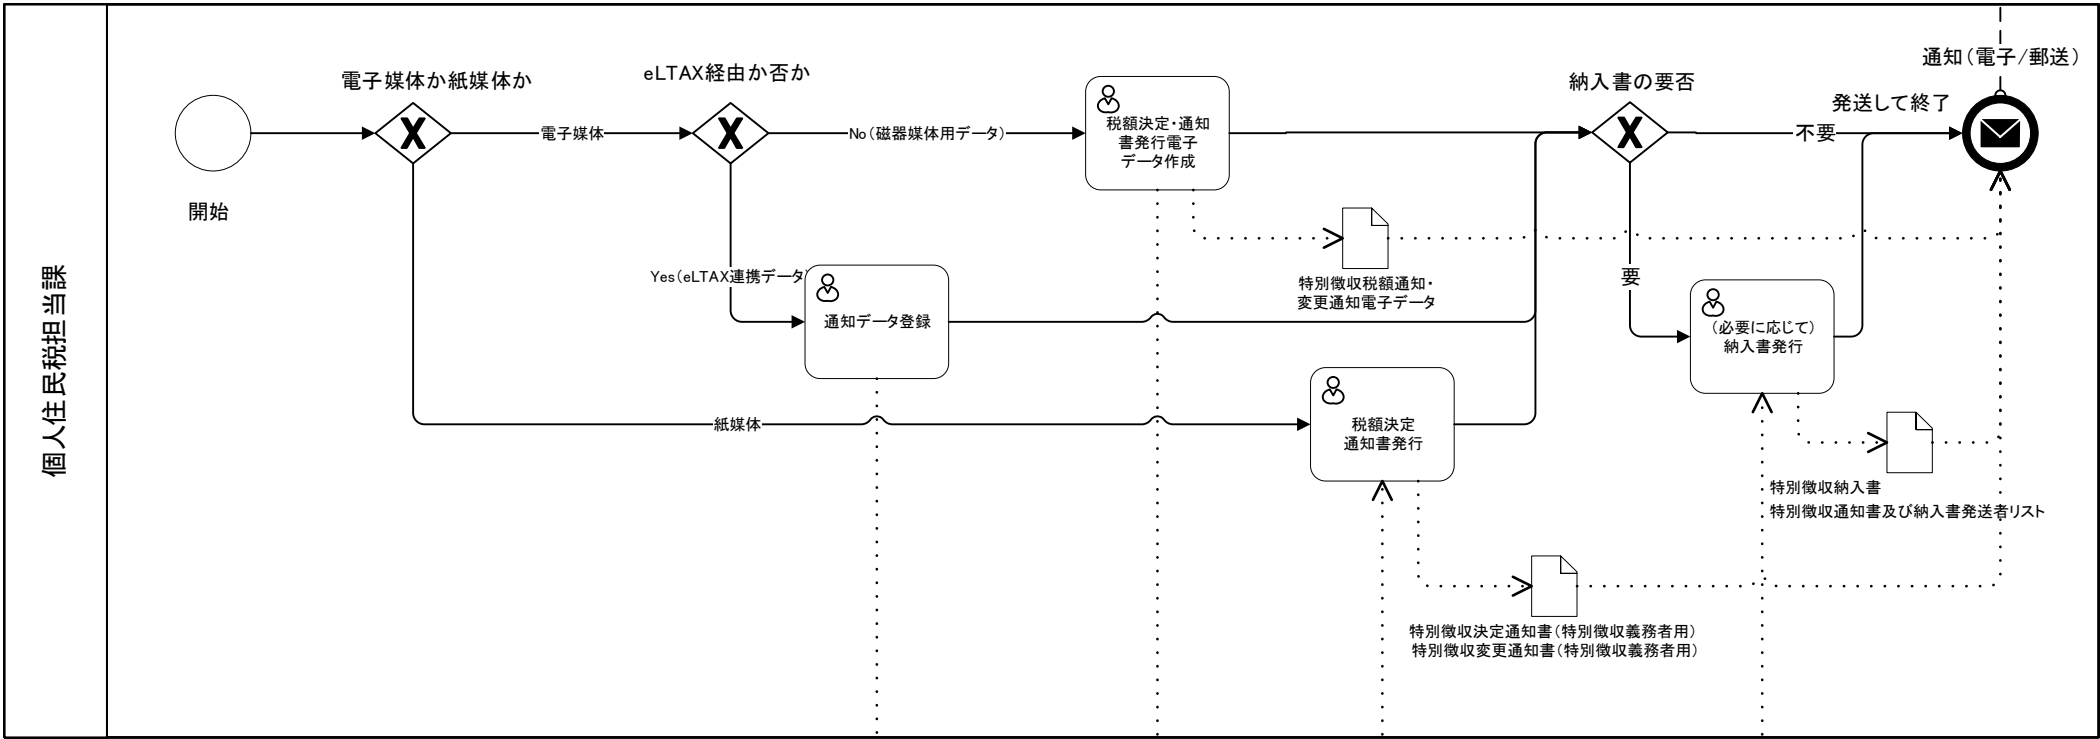 個人住民税担当課
開始
電子媒体か紙媒体か
電子媒体
eLTAX経由か否か
No（磁器媒体用データ）
Yes（eLTAX連携データ）
税額決定・通知
書発行電子
データ作成
通知データ登録
紙媒体
特別徴収税額通知・
変更通知電子データ
税額決定
通知書発行
特別徴収決定通知書（特別徴収義務者用）
特別徴収変更通知書（特別徴収義務者用）
納入書の要否
不要
要
（必要に応じて）
納入書発行
特別徴収納入書
特別徴収通知書及び納入書発送者リスト
発送して終了
通知（電子/郵送）